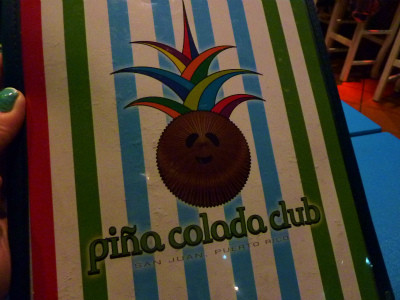 piña colada club
SAN JUAN, PUERTO RICO